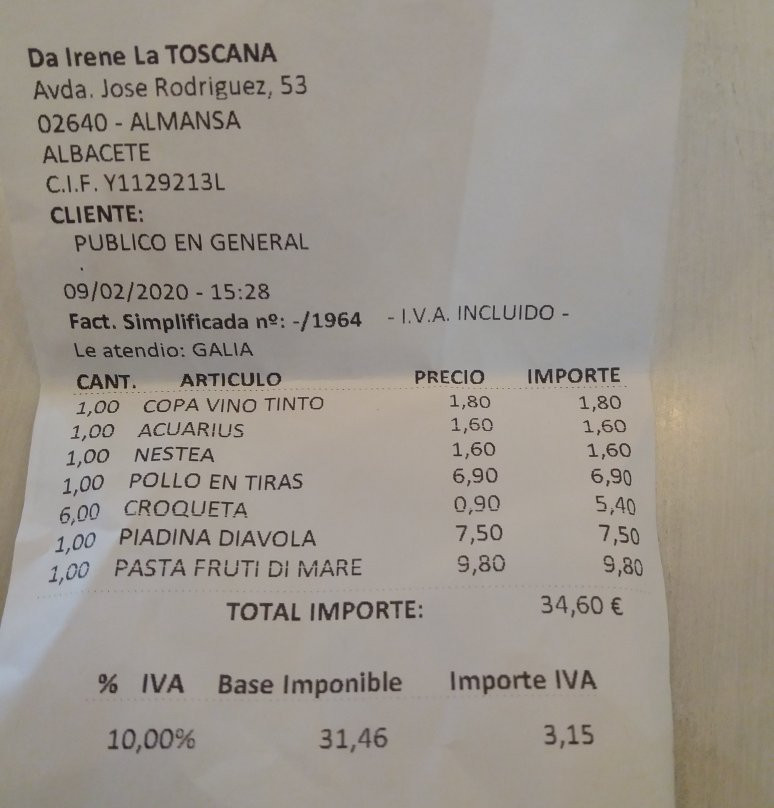 Da Irene La TOSCANA
Avda. Jose Rodriguez, 53
02640 - ALMANSA
ALBACETE
C.I.F. Y1129213L
CLIENTE:
PUBLICO EN GENERAL
.
09/02/2020 - 15:28
Fact. Simplificada nº: -/1964 - I.V.A. INCLUIDO -
Le atendio: GALIA
CANT. ARTICULO PRECIO IMPORTE
1,00 COPA VINO TINTO 1,80 1,80
1,00 ACUARIUS 1,60 1,60
1,00 NESTEA 1,60 1,60
1,00 POLLO EN TIRAS 6,90 6,90
6,00 CROQUETA 0,90 5,40
1,00 PIADINA DIAVOLA 7,50 7,50
1,00 PASTA FRUTI DI MARE 9,80 9,80
TOTAL IMPORTE: 34,60 €
% IVA Base Imponible Importe IVA
10,00% 31,46 3,15